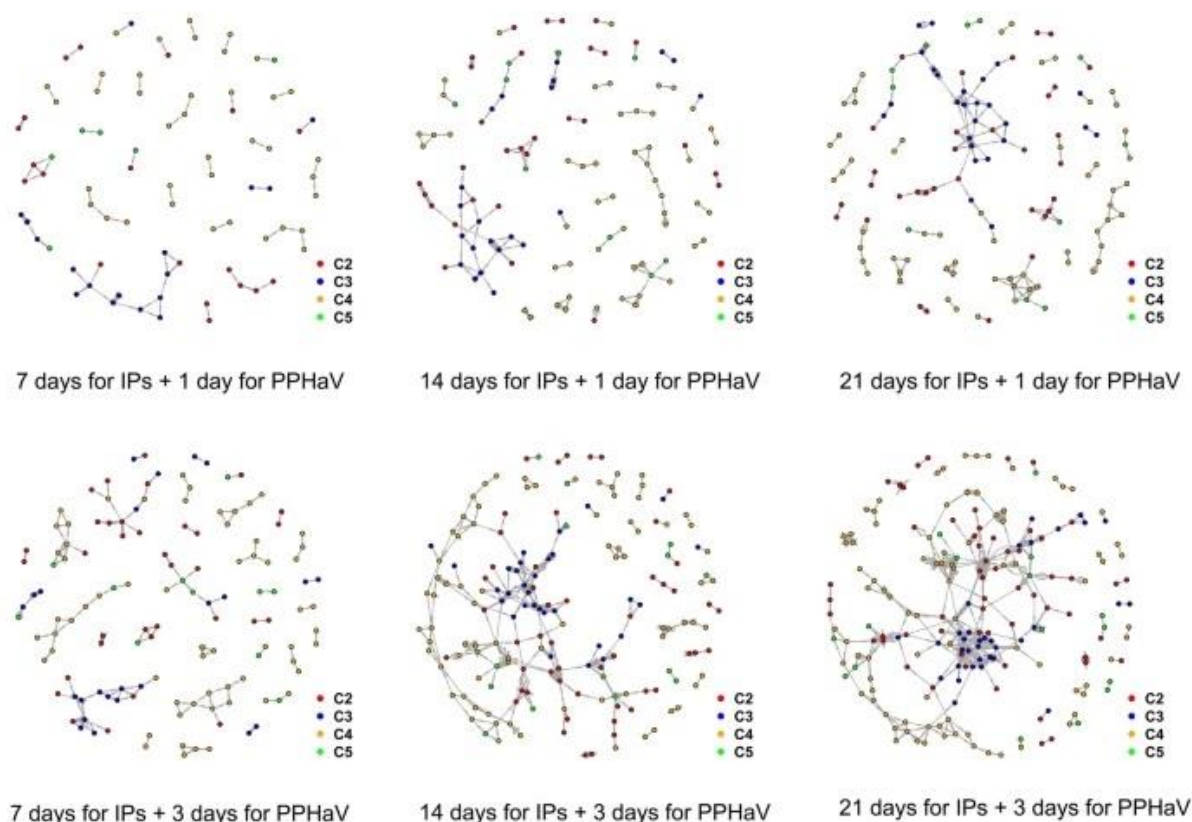 C2
C3
C4
C5
C2
C3
C4
C5
C2
C3
C4
C5
7 days for IPs + 1 day for PPHaV
14 days for IPs + 1 day for PPHaV
21 days for IPs + 1 day for PPHaV
C2
C3
C4
C5
C2
C3
C4
C5
C2
C3
C4
C5
7 days for IPs + 3 days for PPHaV
14 days for IPs + 3 days for PPHaV
21 days for IPs + 3 days for PPHaV